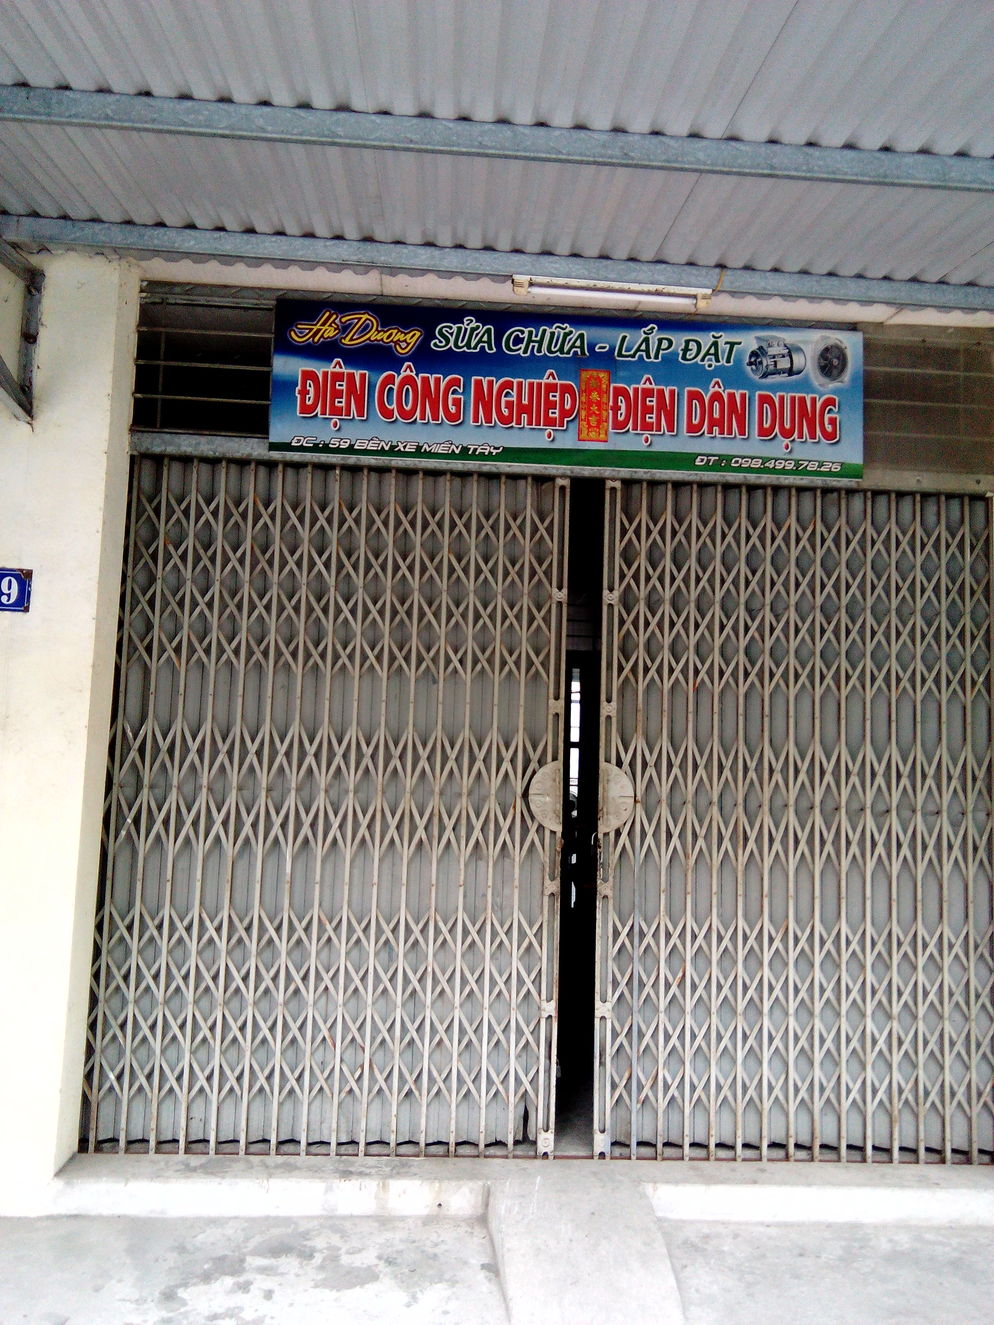 Hà Dương
SỬA CHỮA - LẮP ĐẶT
ĐIỆN CÔNG NGHIỆP ĐIỆN DÂN DỤNG
ĐC : 59 BẾN XE MIỀN TÂY
ĐT : 098.499.78.26
9